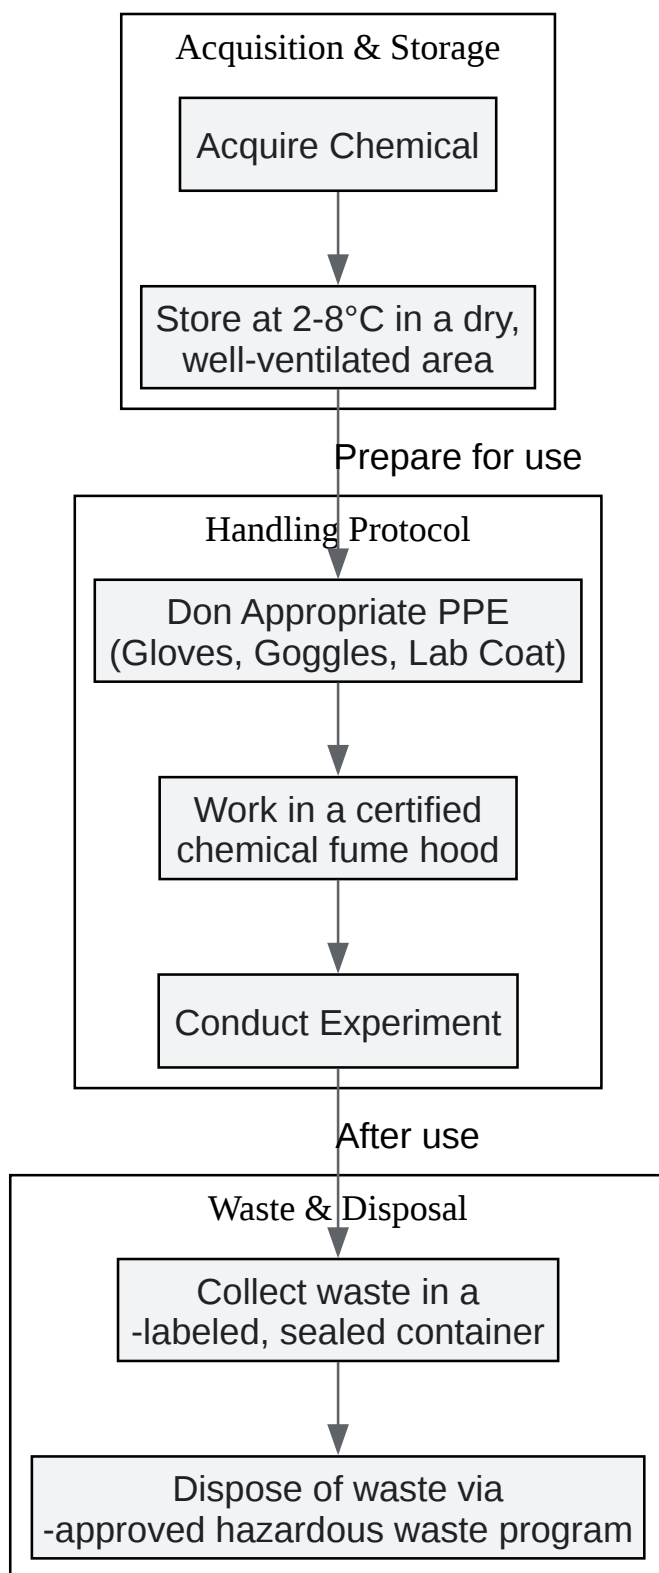 Acquisition & Storage
Acquire Chemical
Store at 2-8°C in a dry,
well-ventilated area
Prepare for use
Handling Protocol
Don Appropriate PPE
(Gloves, Goggles, Lab Coat)
Work in a certified
chemical fume hood
Conduct Experiment
After use
Waste & Disposal
Collect waste in a
-labeled, sealed container
Dispose of waste via
-approved hazardous waste program